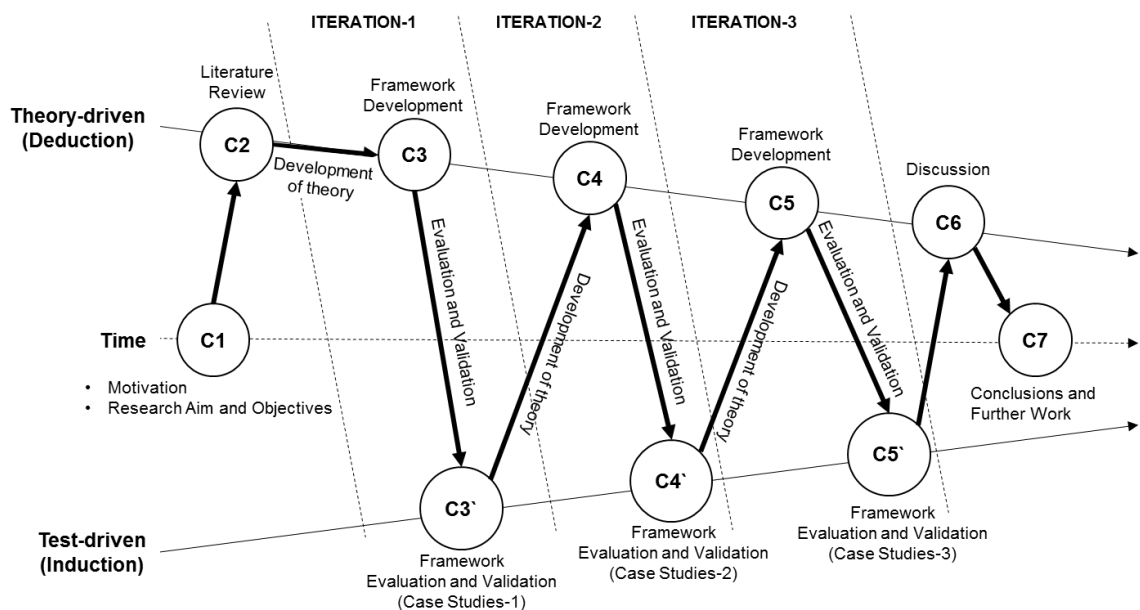 ITERATION-1
ITERATION-2
ITERATION-3
Literature
Review
Framework
Development
Framework
Development
Framework
Development
Discussion
Theory-driven
(Deduction)
C2
C3
C4
C5
C6
Development
of theory
Evaluation and Validation
Development of theory
Evaluation and Validation
Development of theory
Evaluation and Validation
Time
C1
C7
• Motivation
• Research Aim and Objectives
Conclusions and
Further Work
C3`
C4`
C5`
Test-driven
(Induction)
Framework
Evaluation and Validation
(Case Studies-1)
Framework
Evaluation and Validation
(Case Studies-2)
Framework
Evaluation and Validation
(Case Studies-3)